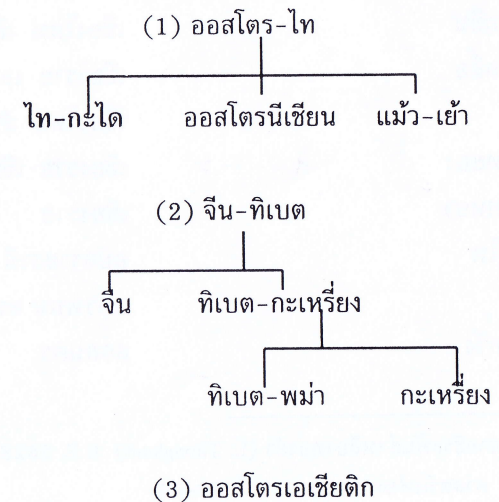 (1) ออสโตร-ไท
ไท-กะได ออสโตรนีเชียน แม้ว-เย้า
(2) จีน-ทิเบต
จีน ทิเบต-กะเหรี่ยง
ทิเบต-พม่า กะเหรี่ยง
(3) ออสโตรเอเชียติก